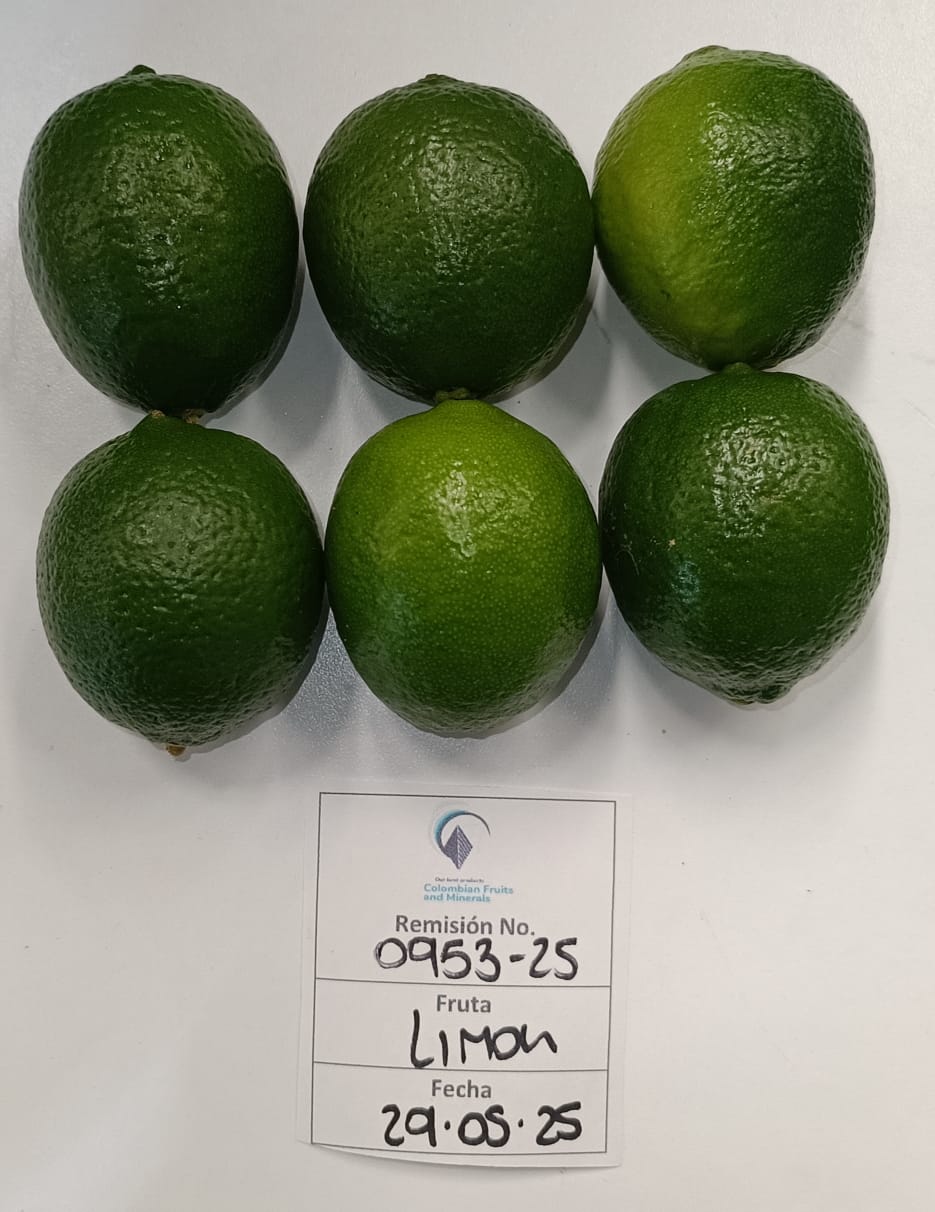 Our best products
Colombian Fruits
and Minerals
Remisión No.
0953-25
Fruta
LIMON
Fecha
29.05.25